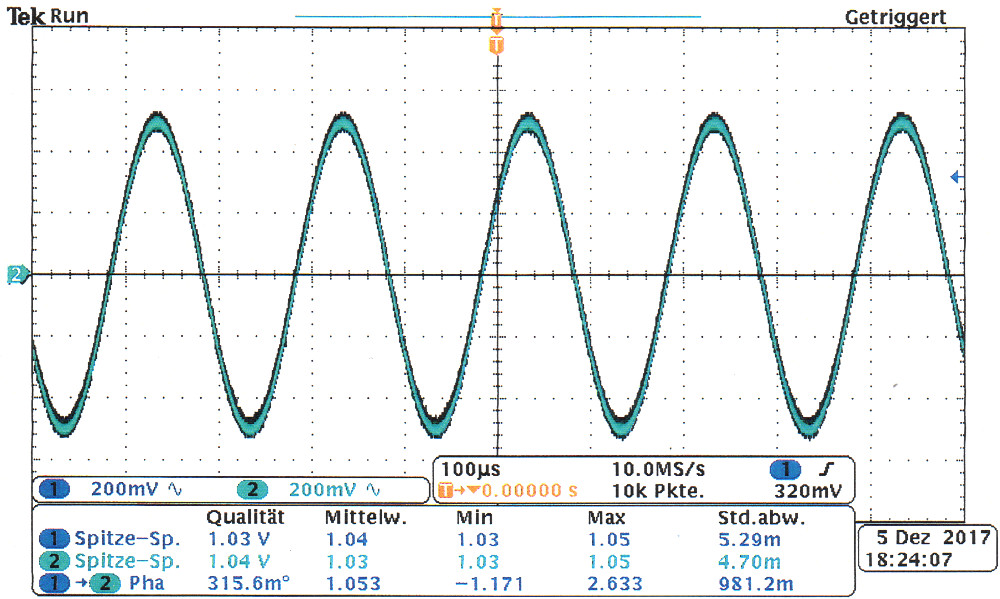 Tek Run Getriggert
T
T
2
1 200mV ∿ 2 200mV ∿
100µs 10.0MS/s 1 ∫
T→▼0.00000 s 10k Pkte. 320mV
Qualität Mittelw. Min Max Std.abw.
1 Spitze−Sp. 1.03 V 1.04 1.03 1.05 5.29m
2 Spitze−Sp. 1.04 V 1.03 1.03 1.05 4.70m
1 →2 Pha 315.6m° 1.053 −1.171 2.633 981.2m
5 Dez 2017
18:24:07